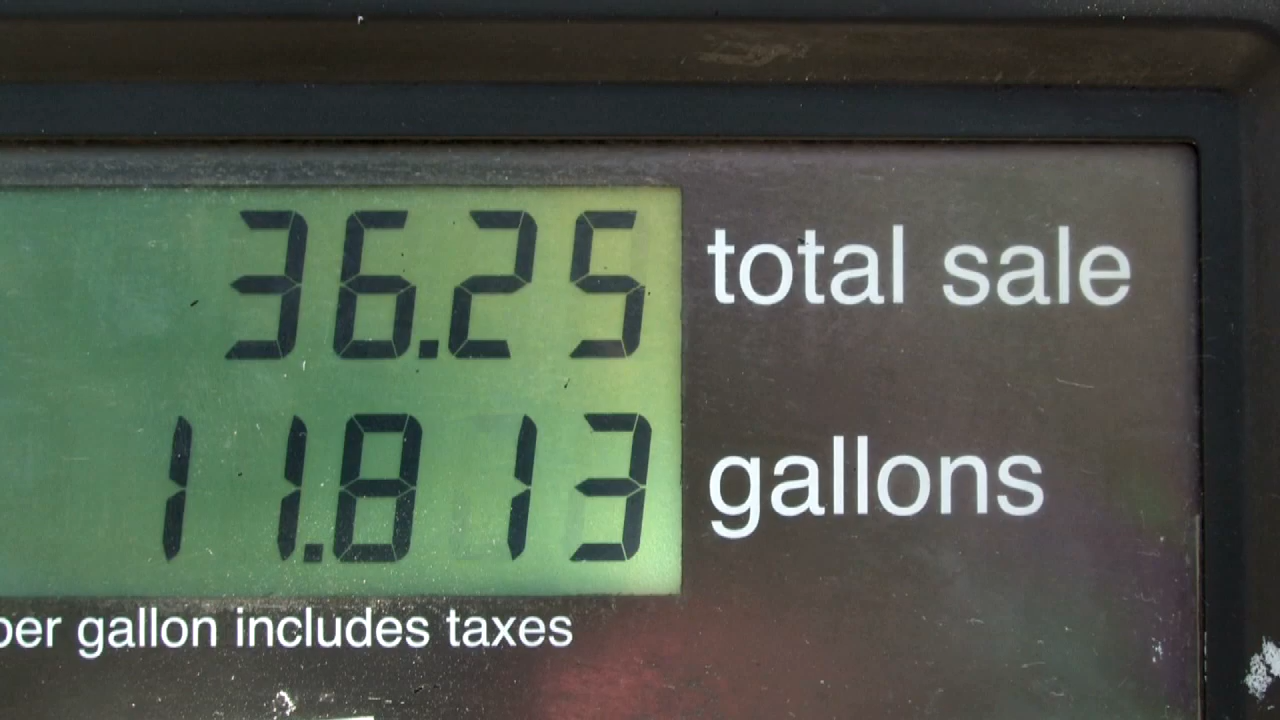 36.25 total sale
11.813 gallons
per gallon includes taxes